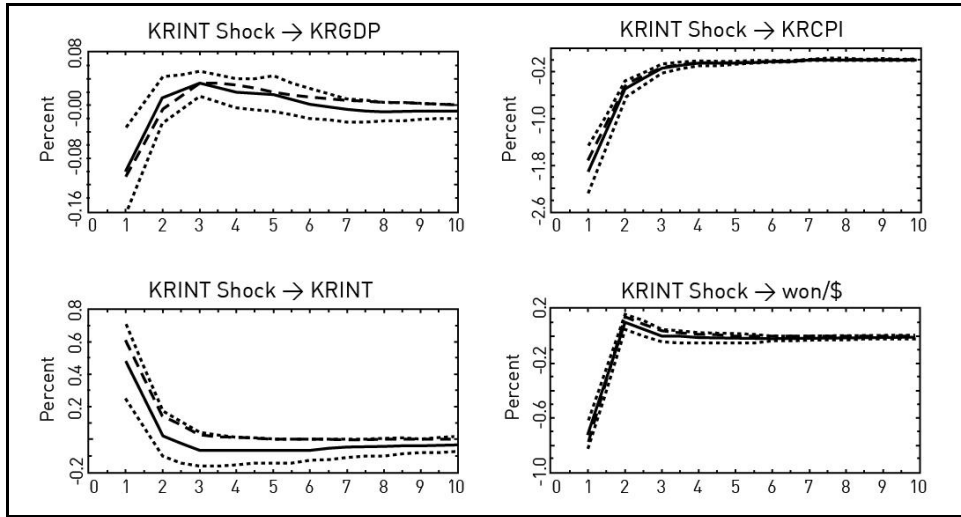 KRINT Shock → KRGDP
Percent
0.08
-0.00
-0.08
-0.16
0 1 2 3 4 5 6 7 8 9 10
KRINT Shock → KRCPI
Percent
-0.2
-1.0
-1.8
-2.6
0 1 2 3 4 5 6 7 8 9 10
KRINT Shock → KRINT
Percent
0.8
0.6
0.4
0.2
-0.2
0 1 2 3 4 5 6 7 8 9 10
KRINT Shock → won/$
Percent
0.2
-0.2
-0.6
-1.0
0 1 2 3 4 5 6 7 8 9 10